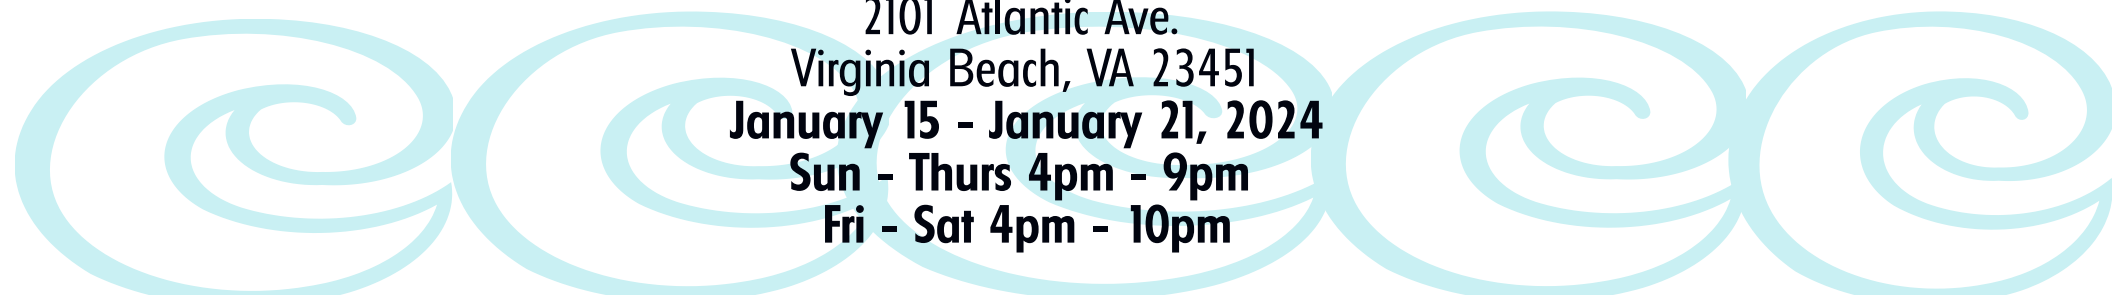 2101 Atlantic Ave.
Virginia Beach, VA 23451
January 15 - January 21, 2024
Sun - Thurs 4pm - 9pm
Fri - Sat 4pm - 10pm